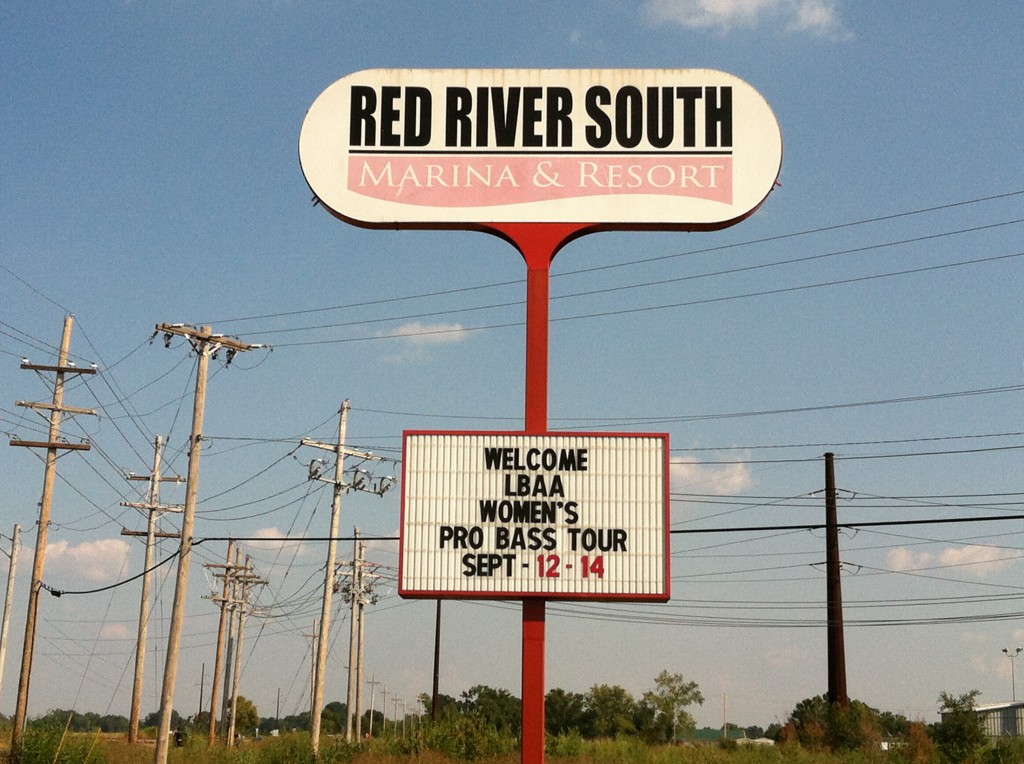 RED RIVER SOUTH
MARINA & RESORT
WELCOME
LBAA
WOMEN'S
PRO BASS TOUR
SEPT - 12 - 14